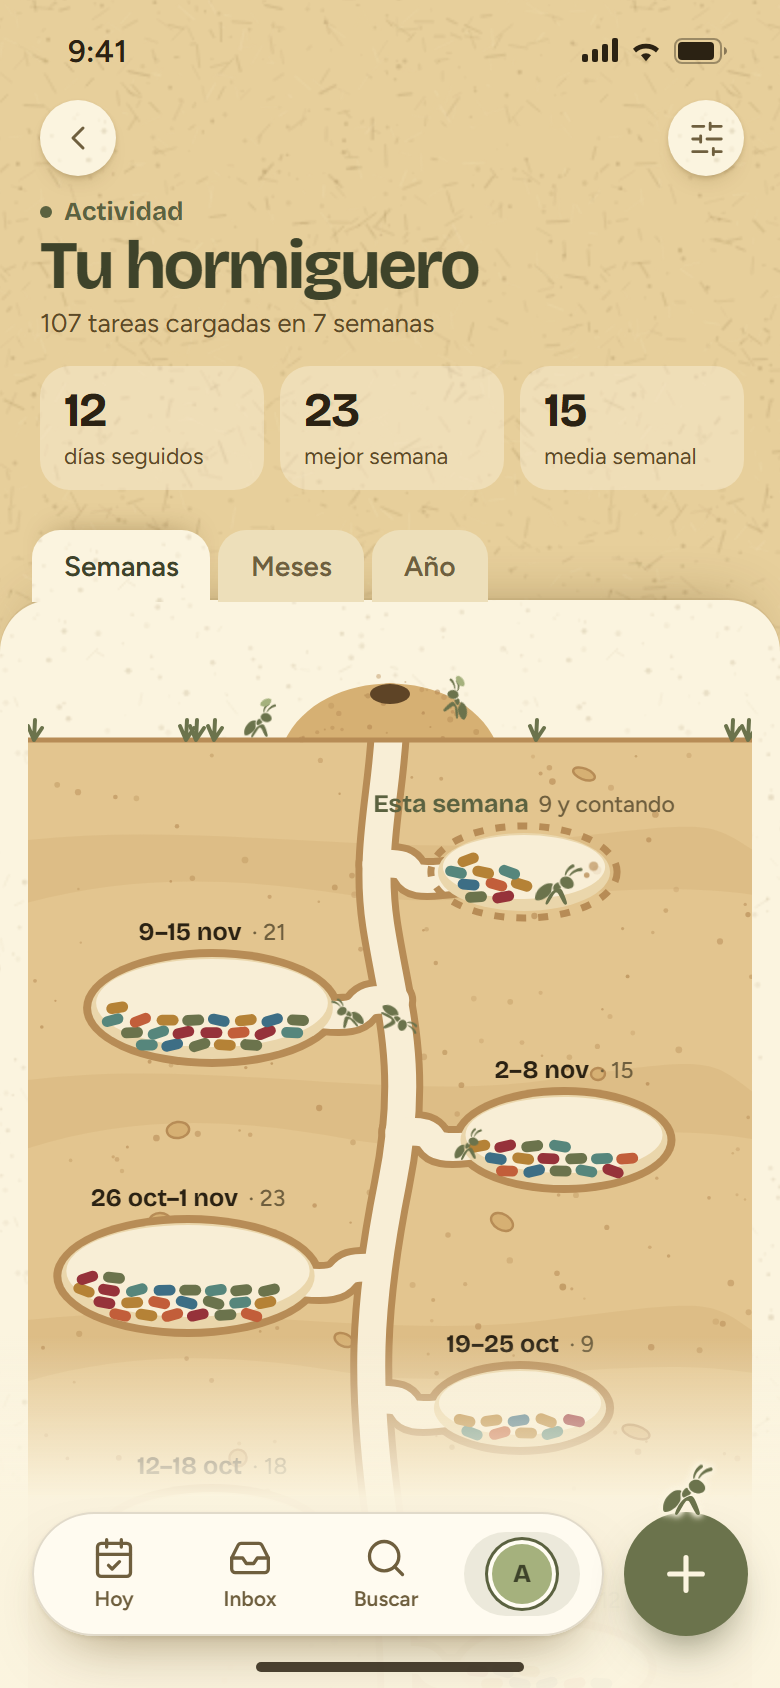 9:41
Actividad
Tu hormiguero
107 tareas cargadas en 7 semanas
12
días seguidos
23
mejor semana
15
media semanal
Semanas
Meses
Año
Esta semana 9 y contando
9–15 nov · 21
2–8 nov · 15
26 oct–1 nov · 23
19–25 oct · 9
12–18 oct · 18
Hoy
Inbox
Buscar
A